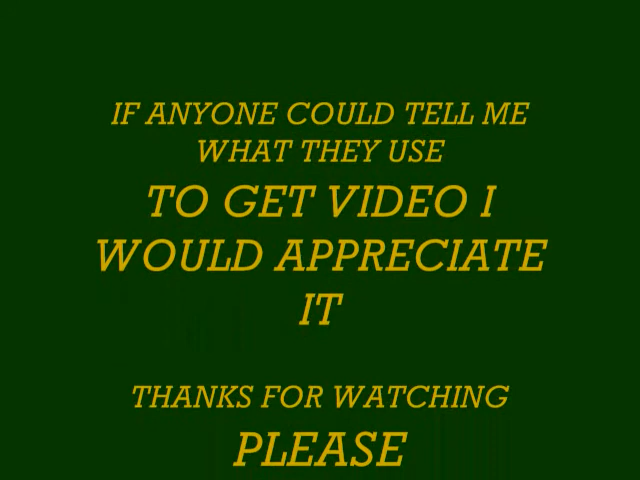 IF ANYONE COULD TELL ME
WHAT THEY USE
TO GET VIDEO I
WOULD APPRECIATE
IT
THANKS FOR WATCHING
PLEASE